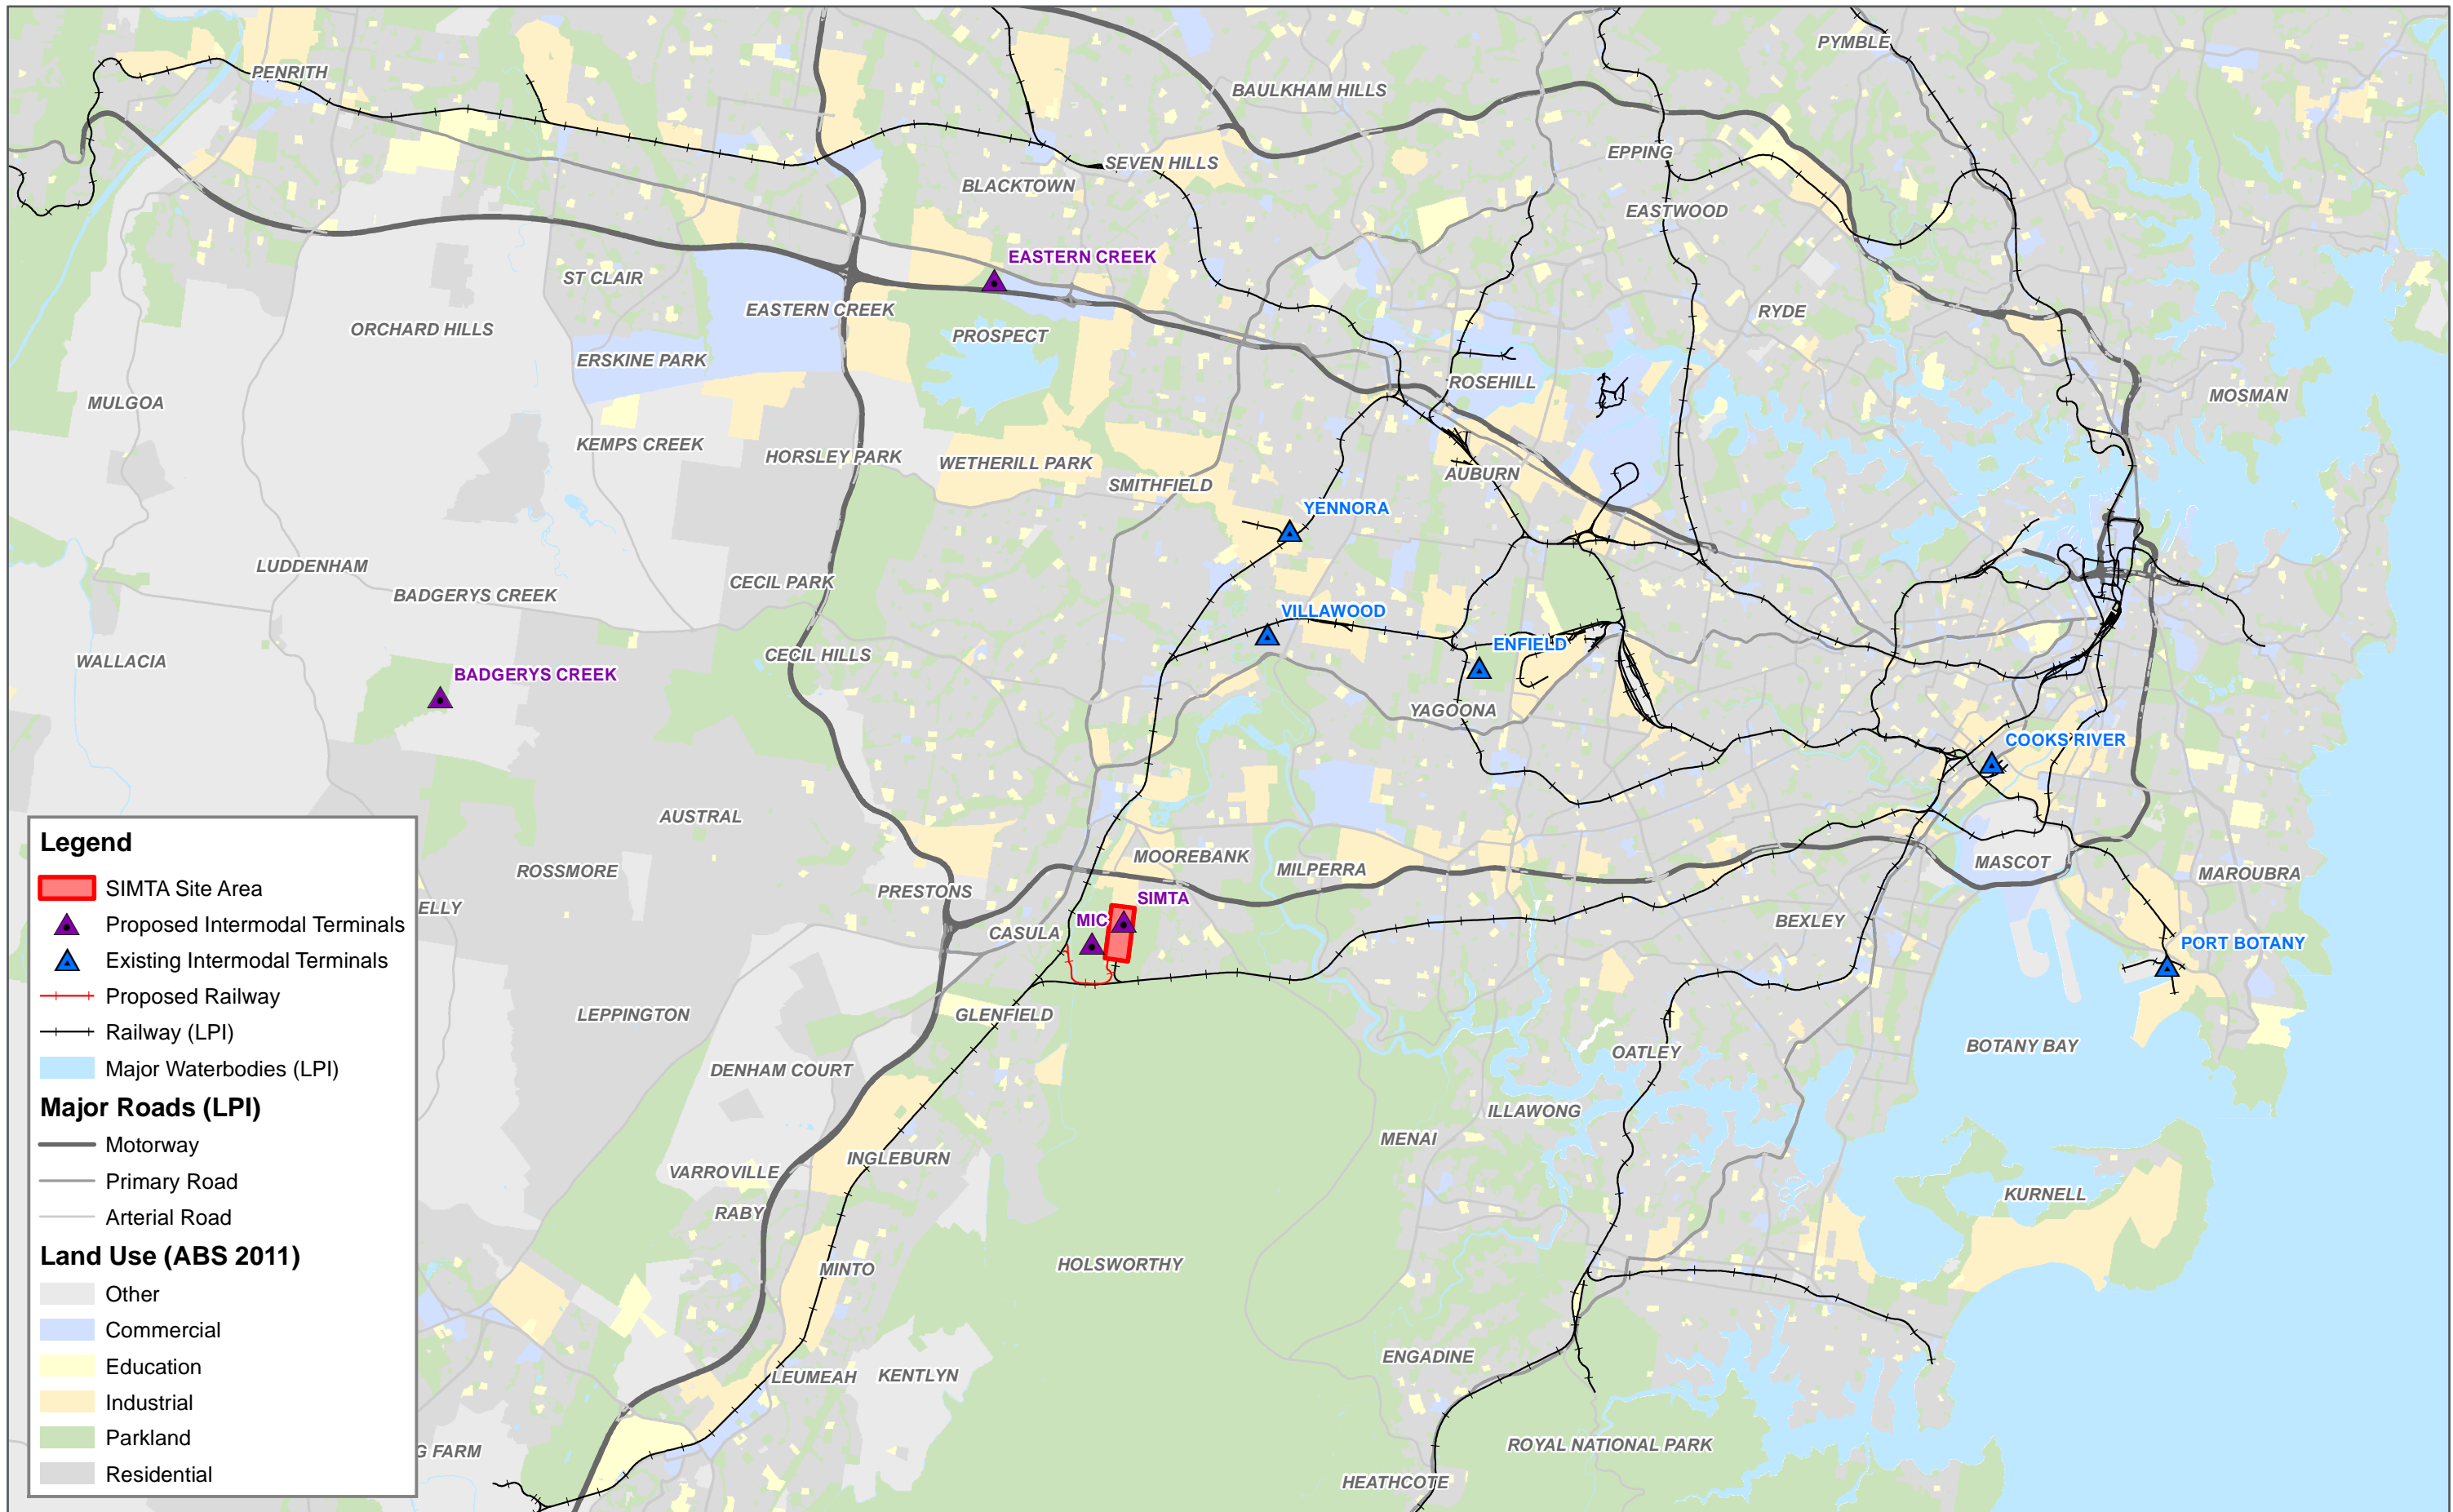 PYMBLE
PENRITH
BAULKHAM HILLS
EPPING
SEVEN HILLS
BLACKTOWN
EASTWOOD
EASTERN CREEK
ST CLAIR
EASTERN CREEK
RYDE
ORCHARD HILLS
PROSPECT
ERSKINE PARK
ROSEHILL
MOSMAN
MULGOA
KEMPS CREEK
HORSLEY PARK
WETHERILL PARK
AUBURN
SMITHFIELD
YENNORA
LUDDENHAM
CECIL PARK
BADGERYS CREEK
VILLAWOOD
ENFIELD
CECIL HILLS
WALLACIA
BADGERYS CREEK
YAGOONA
COOKS RIVER
AUSTRAL
MOOREBANK
MASCOT
MILPERRA
ROSSMORE
MAROUBRA
PRESTONS
SIMTA
ELLY
MIC
BEXLEY
CASULA
PORT BOTANY
LEPPINGTON
GLENFIELD
BOTANY BAY
OATLEY
DENHAM COURT
ILLAWONG
MENAI
INGLEBURN
VARROVILLE
KURNELL
RABY
HOLSWORTHY
MINTO
ENGADINE
LEUMEAH
KENTLYN
ROYAL NATIONAL PARK
G FARM
HEATHCOTE
Legend
SIMTA Site Area
Proposed Intermodal Terminals
Existing Intermodal Terminals
Proposed Railway
Railway (LPI)
Major Waterbodies (LPI)
Major Roads (LPI)
Motorway
Primary Road
Arterial Road
Land Use (ABS 2011)
Other
Commercial
Education
Industrial
Parkland
Residential